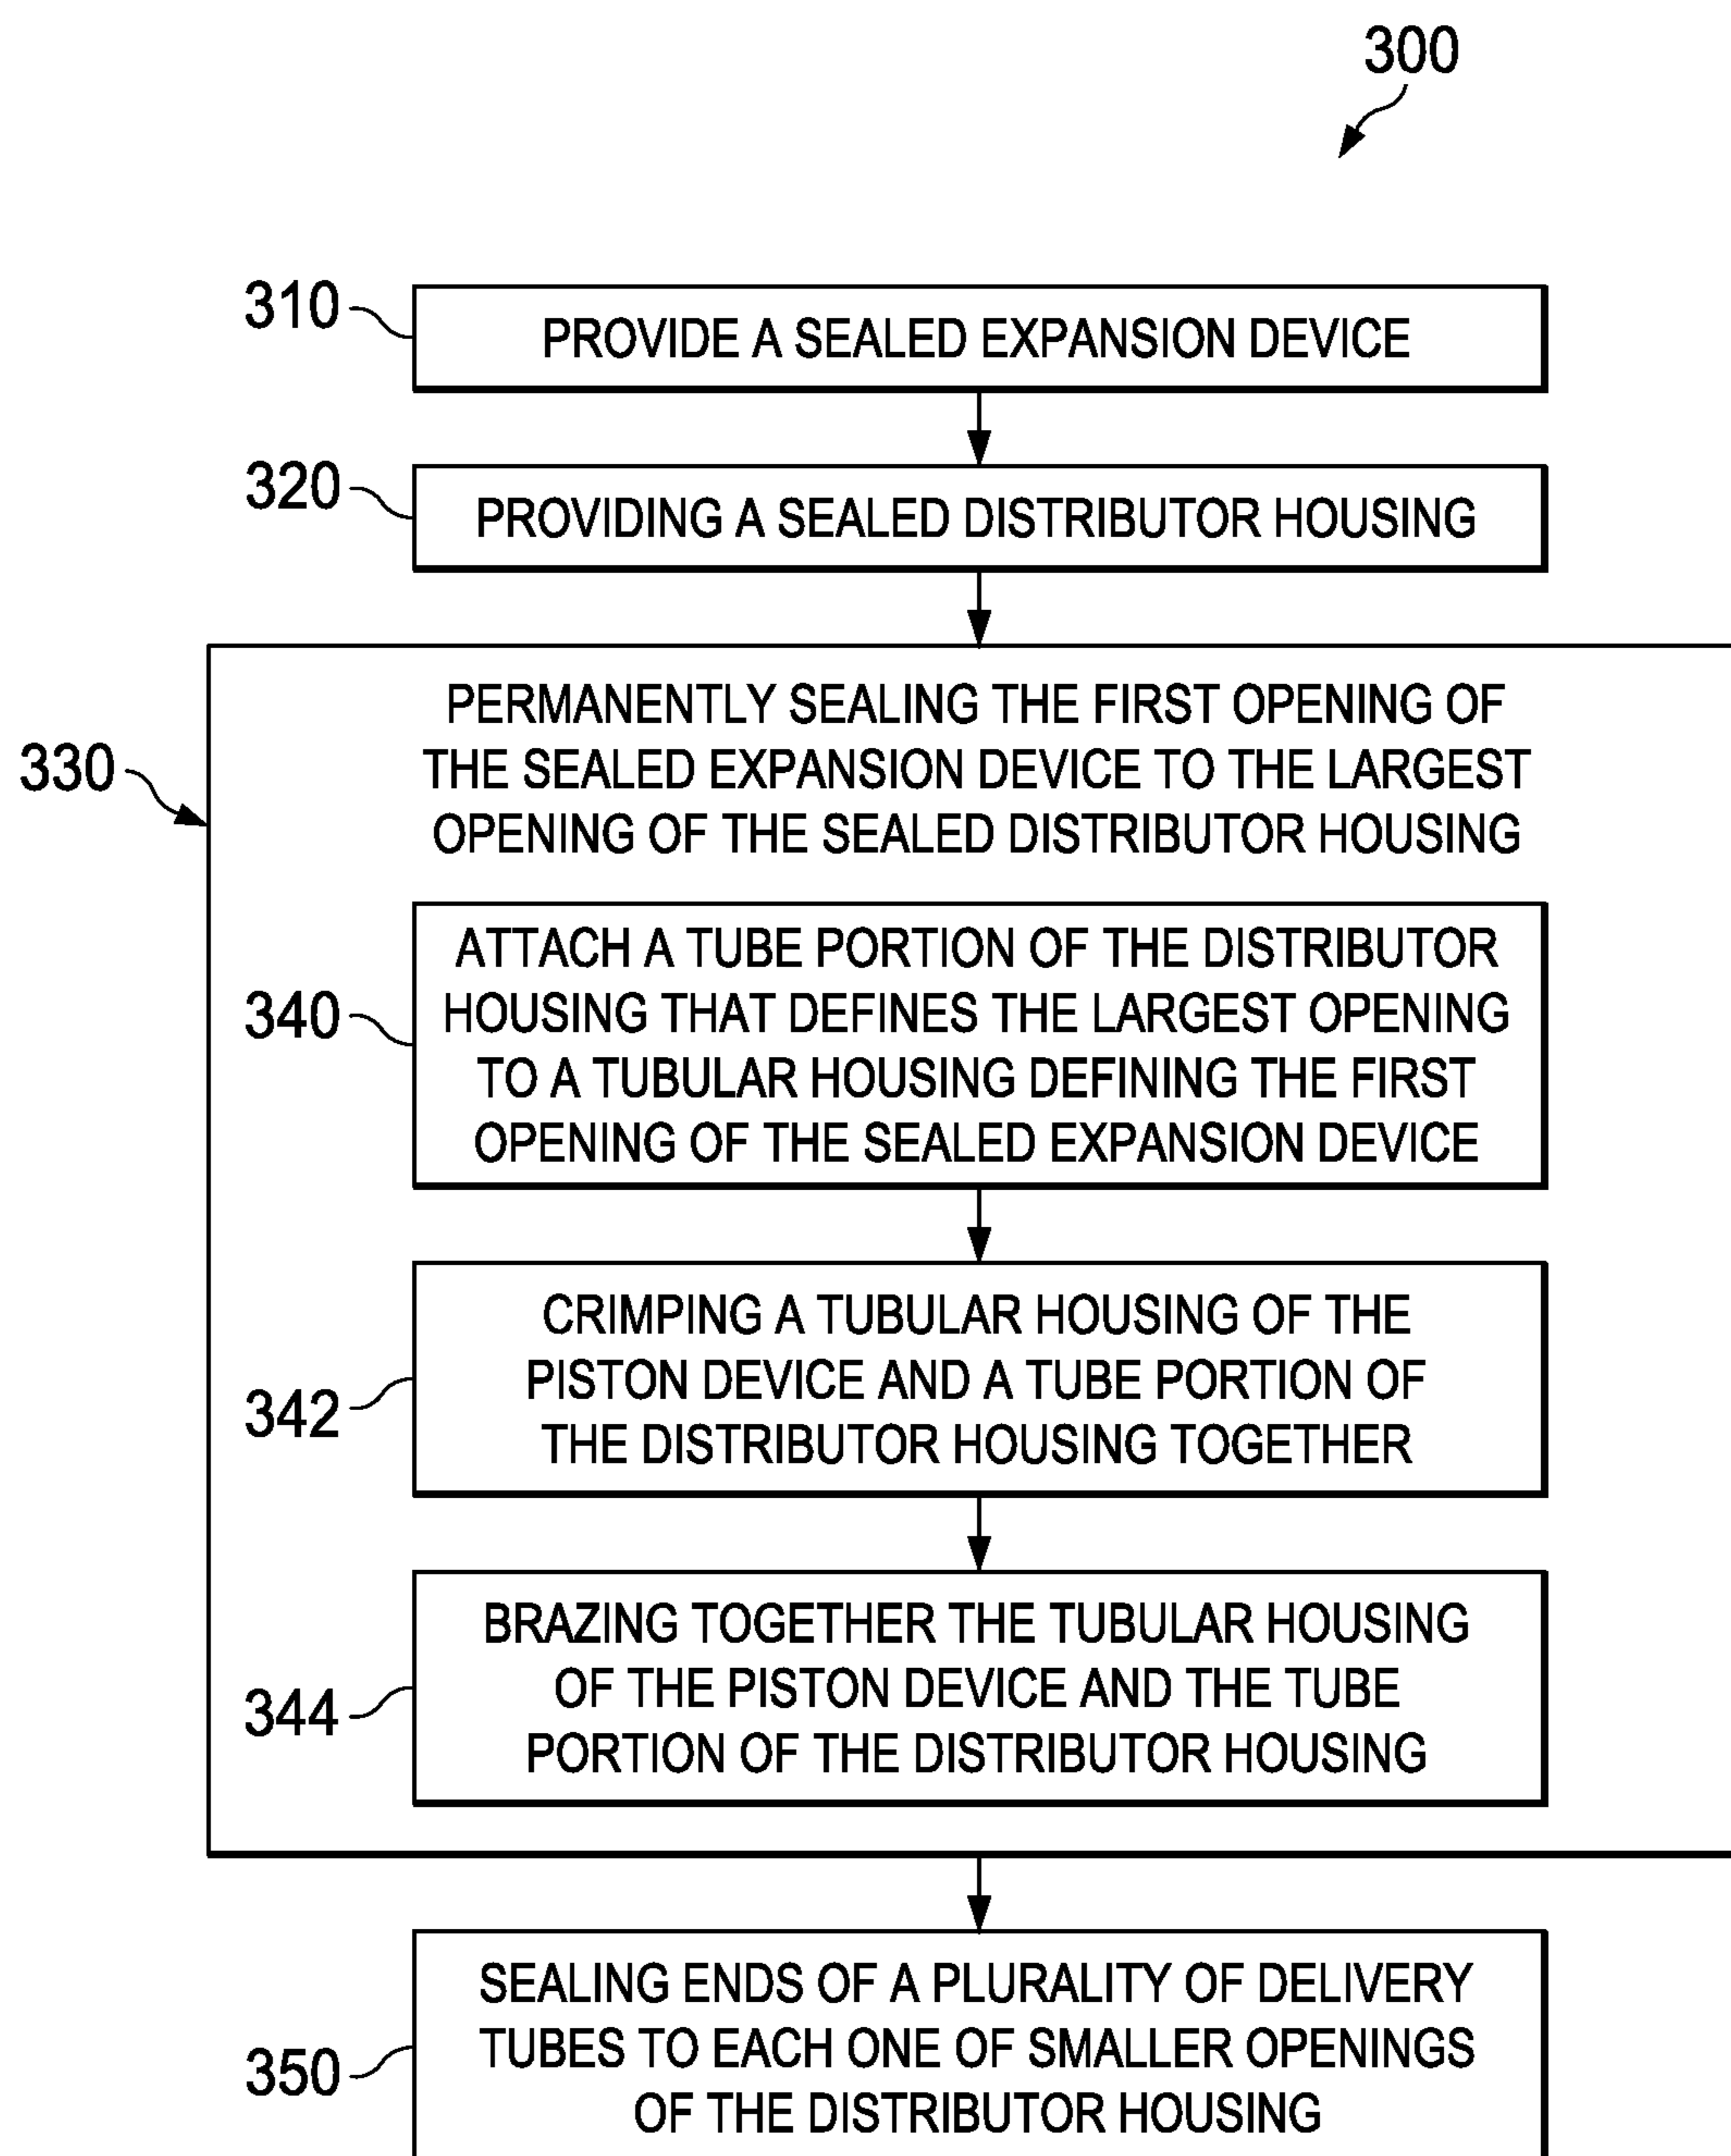 300
310
PROVIDE A SEALED EXPANSION DEVICE
320
PROVIDING A SEALED DISTRIBUTOR HOUSING
330
PERMANENTLY SEALING THE FIRST OPENING OF
THE SEALED EXPANSION DEVICE TO THE LARGEST
OPENING OF THE SEALED DISTRIBUTOR HOUSING
340
ATTACH A TUBE PORTION OF THE DISTRIBUTOR
HOUSING THAT DEFINES THE LARGEST OPENING
TO A TUBULAR HOUSING DEFINING THE FIRST
OPENING OF THE SEALED EXPANSION DEVICE
342
CRIMPING A TUBULAR HOUSING OF THE
PISTON DEVICE AND A TUBE PORTION OF
THE DISTRIBUTOR HOUSING TOGETHER
344
BRAZING TOGETHER THE TUBULAR HOUSING
OF THE PISTON DEVICE AND THE TUBE
PORTION OF THE DISTRIBUTOR HOUSING
350
SEALING ENDS OF A PLURALITY OF DELIVERY
TUBES TO EACH ONE OF SMALLER OPENINGS
OF THE DISTRIBUTOR HOUSING